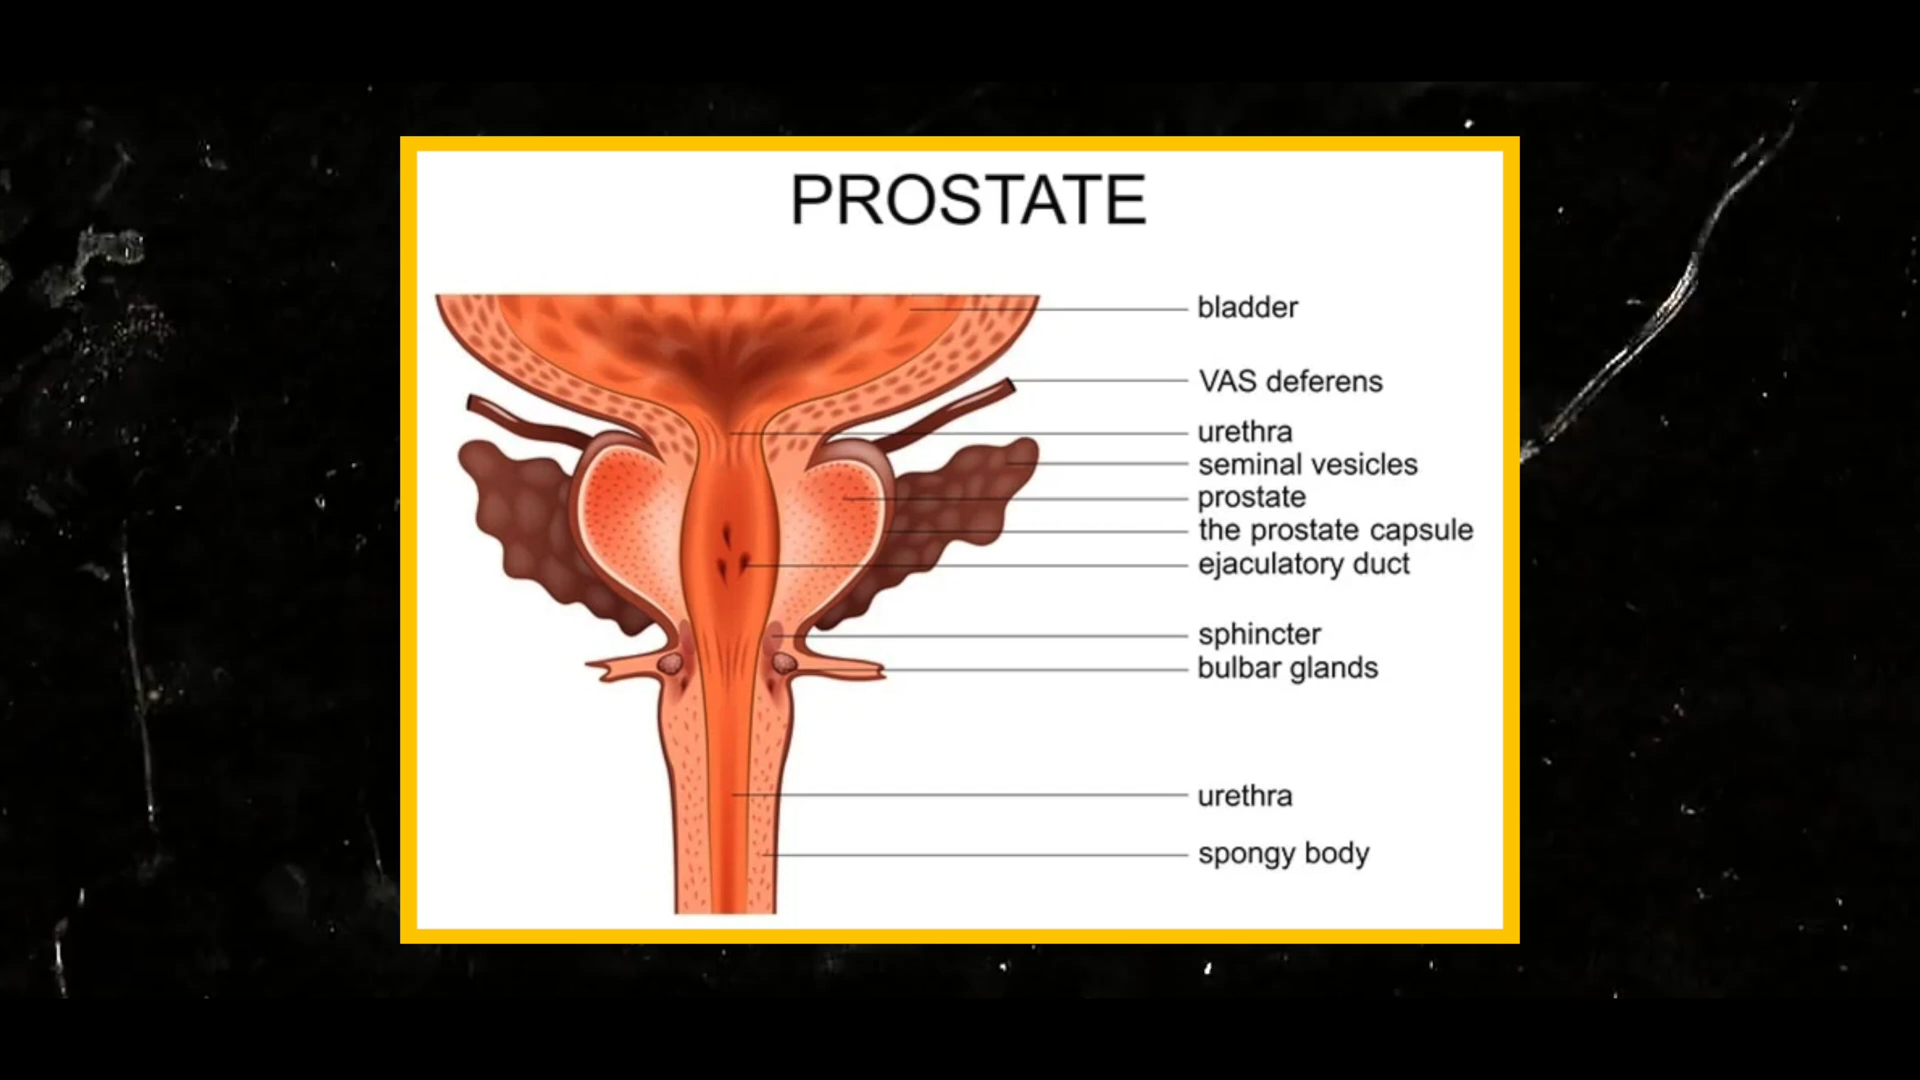 PROSTATE
bladder
VAS deferens
urethra
seminal vesicles
prostate
the prostate capsule
ejaculatory duct
sphincter
bulbar glands
urethra
spongy body